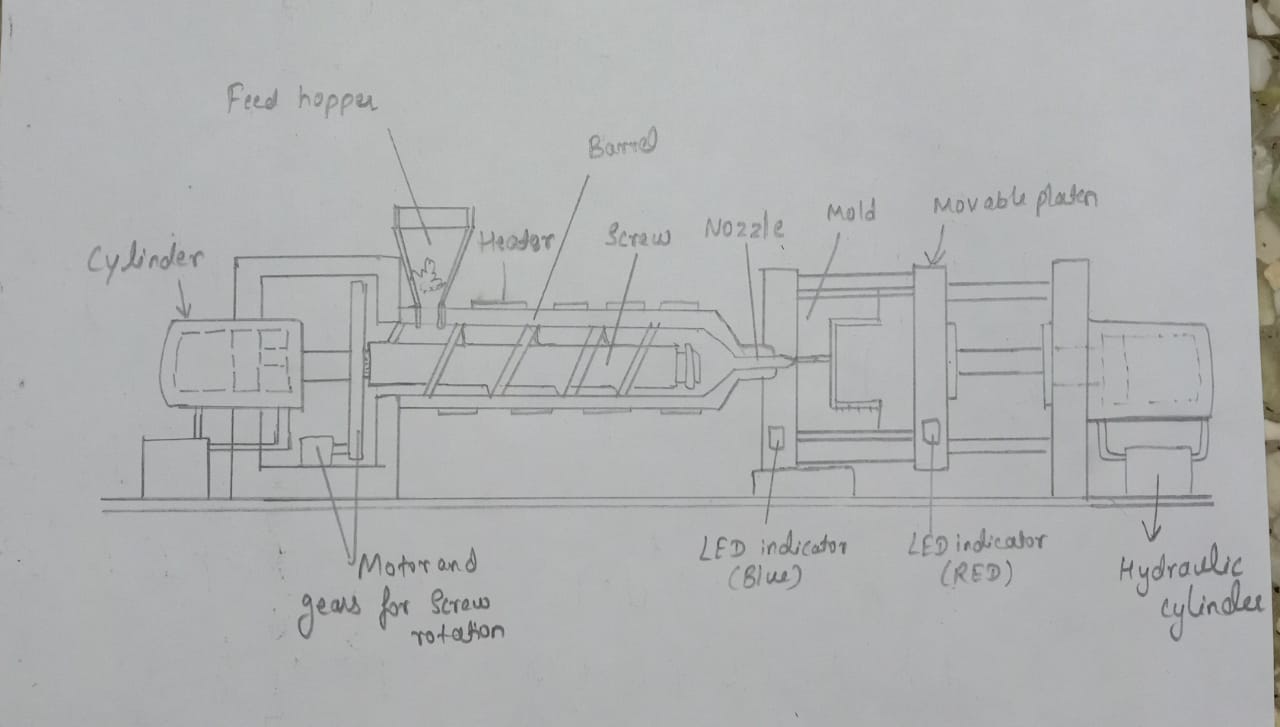 Feed hopper
Barrel
Cylinder
Heater
Screw
Nozzle
Mold
Movable platen
Motor and
gears for screw
rotation
LED indicator
(Blue)
LED indicator
(RED)
Hydraulic
cylinder